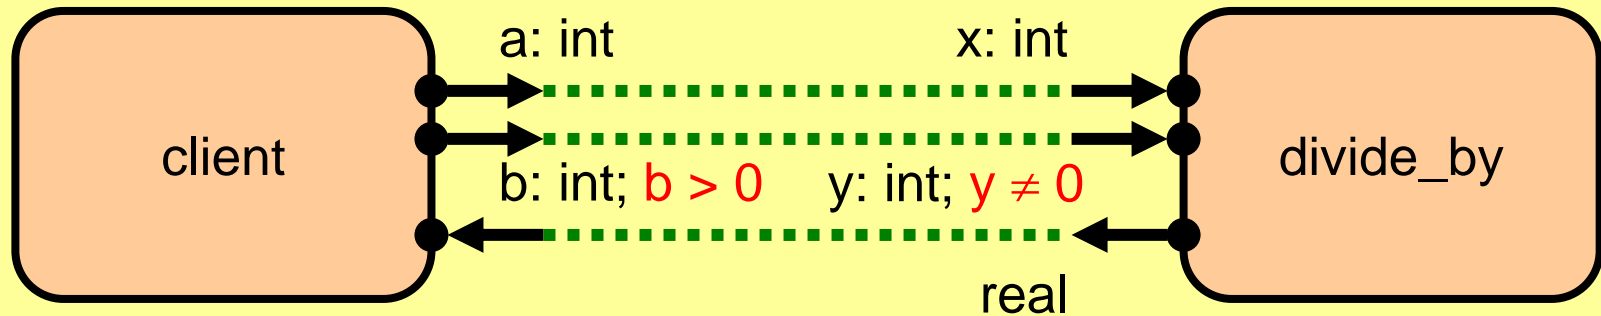 a: int
x: int
client
divide_by
b: int; b > 0
y: int; y ≠ 0
real